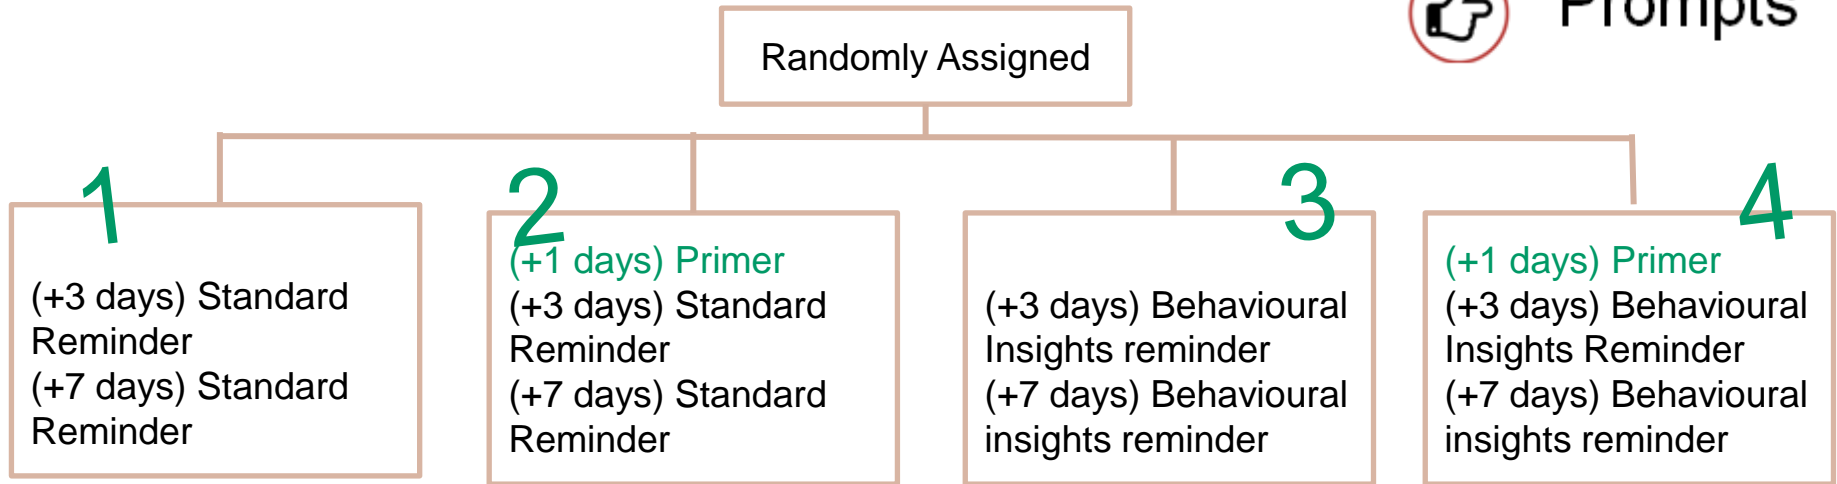 Prompts
Randomly Assigned
1
(+3 days) Standard
Reminder
(+7 days) Standard
Reminder
2
(+1 days) Primer
(+3 days) Standard
Reminder
(+7 days) Standard
Reminder
3
(+3 days) Behavioural
Insights reminder
(+7 days) Behavioural
insights reminder
4
(+1 days) Primer
(+3 days) Behavioural
Insights Reminder
(+7 days) Behavioural
insights reminder